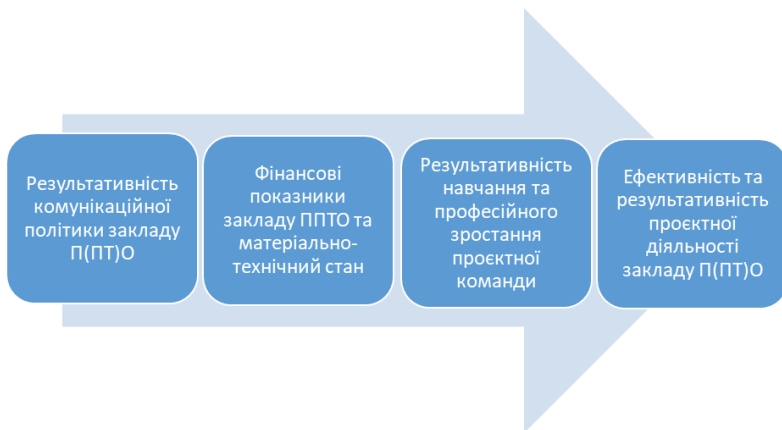 Результативність
комунікаційної
політики закладу
П(ПТ)О
Фінансові
показники
закладу ППТО та
матеріально-
технічний стан
Результативність
навчання та
професійного
зростання
проєктної
команди
Ефективність та
результативність
проєктної
діяльності
закладу П(ПТ)О